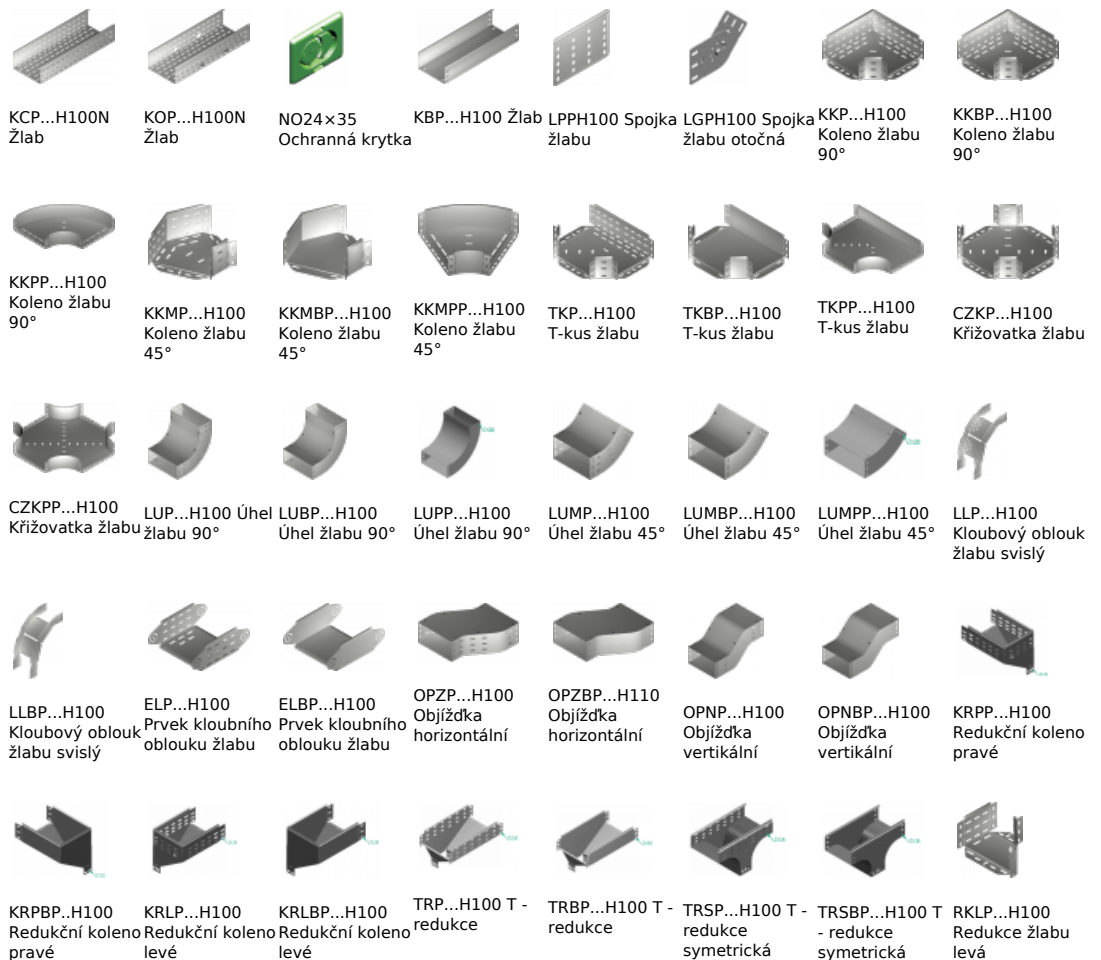 KCP...H100N
Žlab
KOP...H100N
Žlab
NO24×35
Ochranná krytka
KBP...H100 Žlab
LPPH100 Spojka
žlabu
LGPH100 Spojka
žlabu otočná
KKP...H100
Koleno žlabu
90°
KKBP...H100
Koleno žlabu
90°
KKPP...H100
Koleno žlabu
90°
KKMP...H100
Koleno žlabu
45°
KKMBP...H100
Koleno žlabu
45°
KKMPP...H100
Koleno žlabu
45°
TKP...H100
T-kus žlabu
TKBP...H100
T-kus žlabu
TKPP...H100
T-kus žlabu
CZKP...H100
Křižovatka žlabu
CZKPP...H100
Křižovatka žlabu
LUP...H100 Úhel
žlabu 90°
LUBP...H100
Úhel žlabu 90°
LUPP...H100
Úhel žlabu 90°
LUMP...H100
Úhel žlabu 45°
LUMBP...H100
Úhel žlabu 45°
LUMPP...H100
Úhel žlabu 45°
LLP...H100
Kloubový oblouk
žlabu svislý
LLBP...H100
Kloubový oblouk
žlabu svislý
ELP...H100
Prvek kloubního
oblouku žlabu
ELBP...H100
Prvek kloubního
oblouku žlabu
OPZP...H100
Objížďka
horizontální
OPZBP...H110
Objížďka
horizontální
OPNP...H100
Objížďka
vertikální
OPNBP...H100
Objížďka
vertikální
KRPP...H100
Redukční koleno
pravé
KRPBP..H100
Redukční koleno
pravé
KRLP...H100
Redukční koleno
levé
KRLBP...H100
Redukční koleno
levé
TRP...H100 T -
redukce
TRBP...H100 T -
redukce
TRSP...H100 T -
redukce
symetrická
TRSBP...H100 T
- redukce
symetrická
RKLP...H100
Redukce žlabu
levá